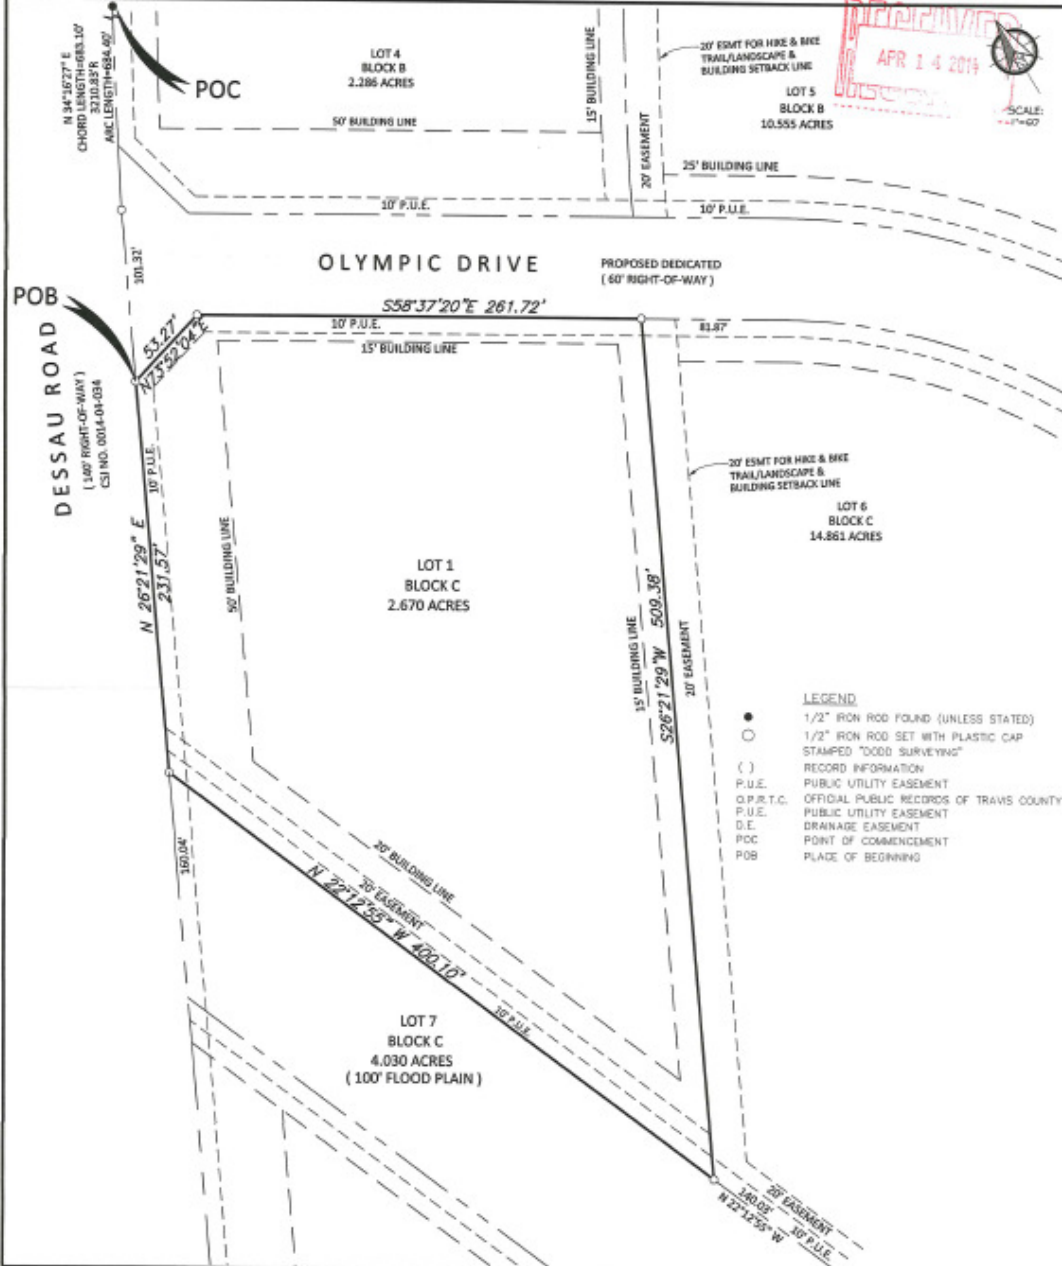 N 34°16'27" E
CHORD LENGTH=683.10'
3210.83'R
ARC LENGTH=684.40'
POC
LOT 4
BLOCK B
2.286 ACRES
50' BUILDING LINE
15' BUILDING LINE
20' EASEMENT
20' ESMT FOR HIKE & BIKE
TRAIL/LANDSCAPE &
BUILDING SETBACK LINE
APR 14 2014
LOT 5
BLOCK B
10.555 ACRES
SCALE:
1"=60'
25' BUILDING LINE
10' P.U.E.
10' P.U.E.
101.32'
OLYMPIC DRIVE
PROPOSED DEDICATED
( 60' RIGHT-OF-WAY )
POB
DESSAU ROAD
( 140' RIGHT-OF-WAY )
CSJ NO. 0014-04-034
53.27'
N73°52'04"E
S58°37'20"E 261.72'
10' P.U.E.
15' BUILDING LINE
81.87'
10' P.U.E.
N 26°21'29" E
231.57'
50' BUILDING LINE
LOT 1
BLOCK C
2.670 ACRES
15' BUILDING LINE
S26°21'29"W 509.38'
20' EASEMENT
20' ESMT FOR HIKE & BIKE
TRAIL/LANDSCAPE &
BUILDING SETBACK LINE
LOT 6
BLOCK C
14.861 ACRES
LEGEND
1/2" IRON ROD FOUND (UNLESS STATED)
1/2" IRON ROD SET WITH PLASTIC CAP
STAMPED "DODD SURVEYING"
( ) RECORD INFORMATION
P.U.E. PUBLIC UTILITY EASEMENT
O.P.R.T.C. OFFICIAL PUBLIC RECORDS OF TRAVIS COUNTY
P.U.E. PUBLIC UTILITY EASEMENT
D.E. DRAINAGE EASEMENT
POC POINT OF COMMENCEMENT
POB PLACE OF BEGINNING
160.04'
20' BUILDING LINE
20' EASEMENT
N 22°12'55" W 400.10'
10' P.U.E.
LOT 7
BLOCK C
4.030 ACRES
( 100' FLOOD PLAIN )
20' EASEMENT
140.03'
10' P.U.E.
N 22°12'55" W